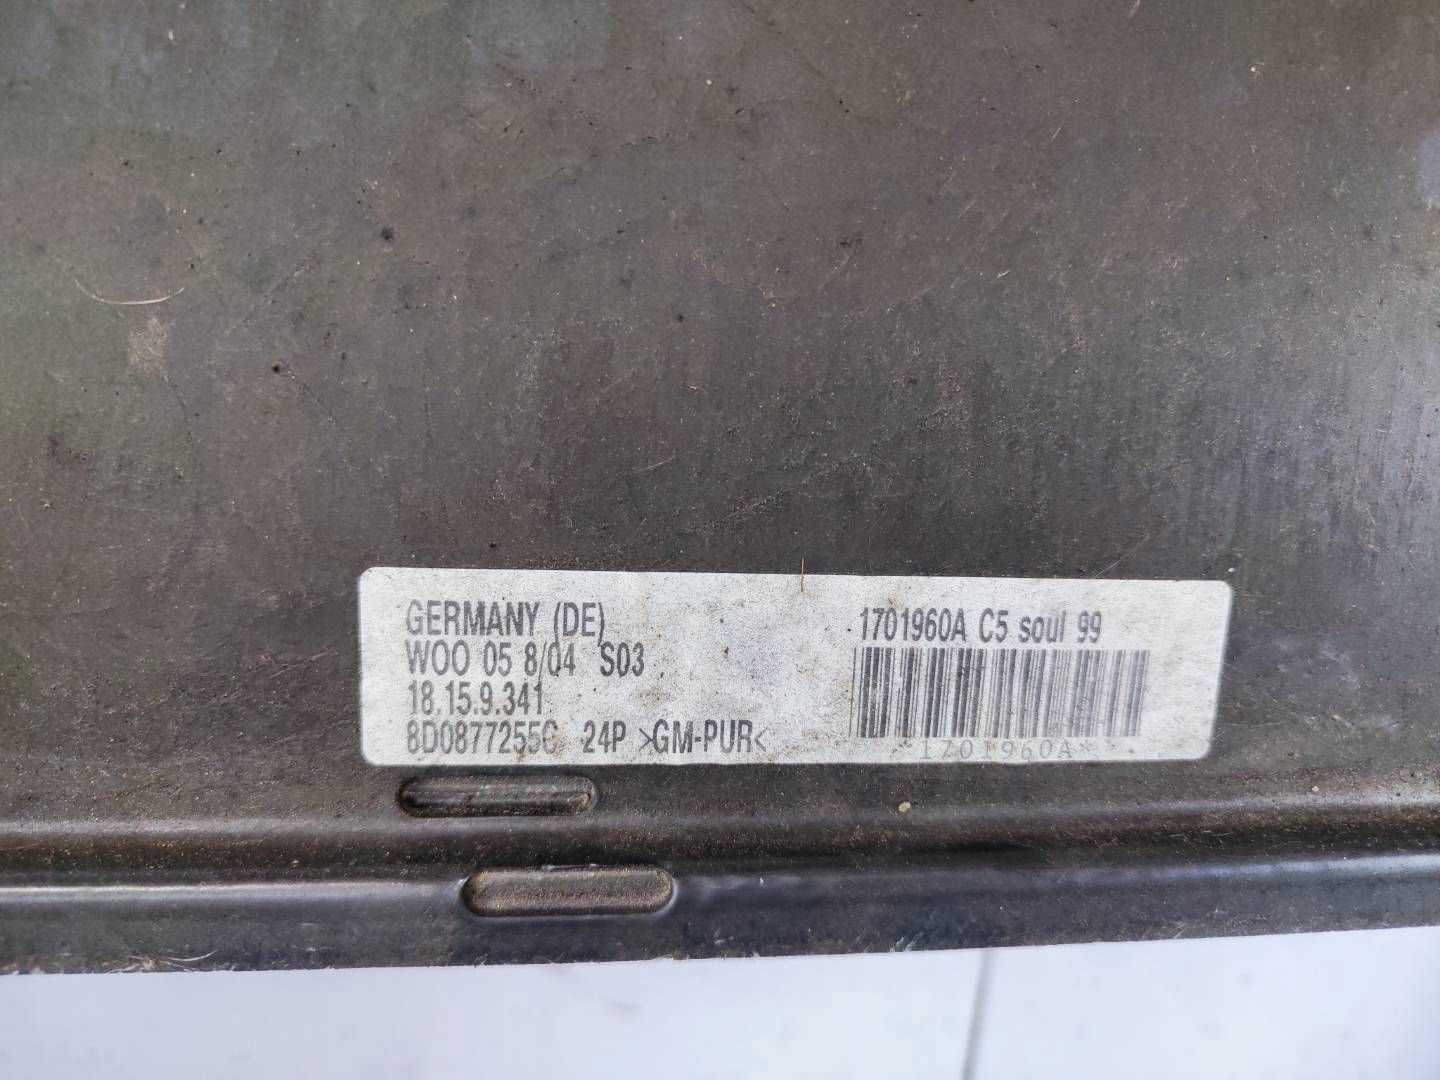 GERMANY (DE)
WOO 05 8/04 S03
18.15.9.341
8D0877255C 24P >GM-PUR<
1701960A C5 soul 99
*1701960A*